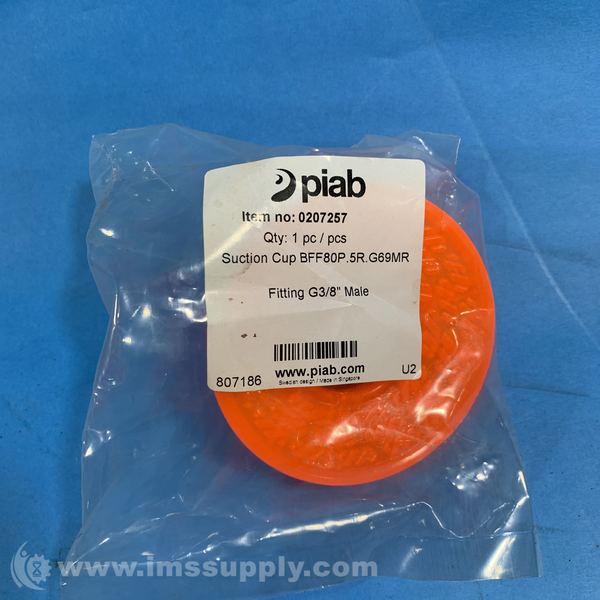 piab
Item no: 0207257
Qty: 1 pc / pcs
Suction Cup BFF80P.5R.G69MR
Fitting G3/8" Male
www.piab.com
807186
U2
Swedish design / Made in Singapore
www.imssupply.com